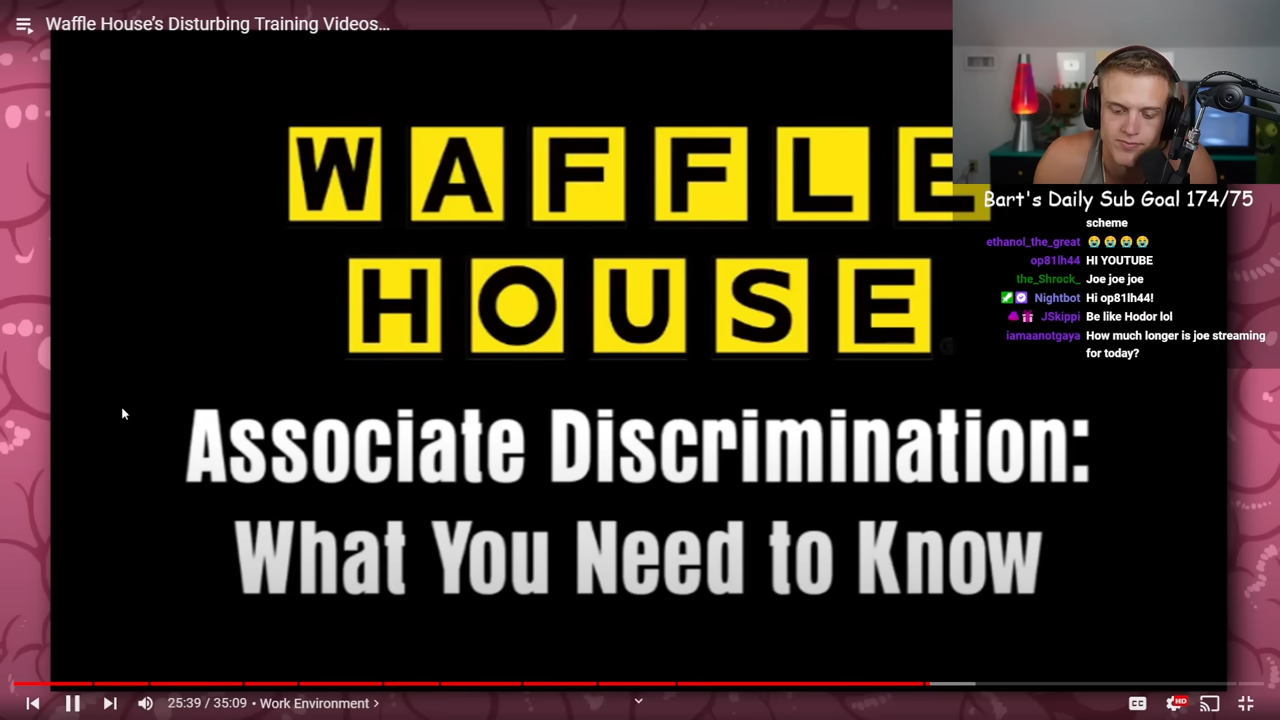 Waffle House’s Disturbing Training Videos…
WAFFLE
HOUSE
Associate Discrimination:
What You Need to Know
Bart's Daily Sub Goal 174/75
scheme
ethanol_the_great 😭😭😭😭
op81lh44 HI YOUTUBE
the_Shrock_ Joe joe joe
Nightbot Hi op81lh44!
JSkippi Be like Hodor lol
iamaanotgaya How much longer is joe streaming
for today?
25:39 / 35:09 • Work Environment >
CC
HD